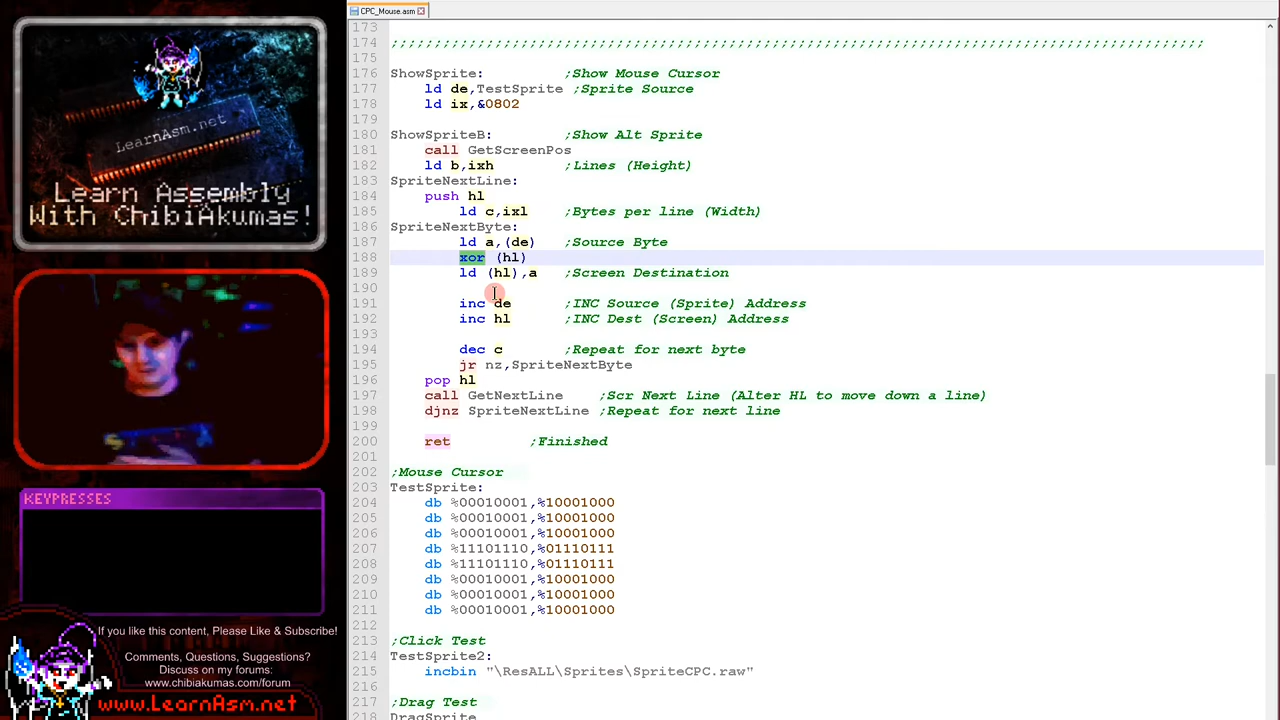 CPC_Mouse.asm
LearnAsm.net
Learn Assembly
With ChibiAkumas!
KEYPRESSES
If you like this content, Please Like & Subscribe!
Comments, Questions, Suggestions?
Discuss on my forums:
www.chibiakumas.com/forum
www.LearnAsm.net
173
174 ;;;;;;;;;;;;;;;;;;;;;;;;;;;;;;;;;;;;;;;;;;;;;;;;;;;;;;;;;;;;;;;;;;;;;;;;;;;;;;;;;;;;;;;;;;;;;;;
175
176 ShowSprite: ;Show Mouse Cursor
177 ld de,TestSprite ;Sprite Source
178 ld ix,&0802
179
180 ShowSpriteB: ;Show Alt Sprite
181 call GetScreenPos
182 ld b,ixh ;Lines (Height)
183 SpriteNextLine:
184 push hl
185 ld c,ixl ;Bytes per line (Width)
186 SpriteNextByte:
187 ld a,(de) ;Source Byte
188 xor (hl)
189 ld (hl),a ;Screen Destination
190
191 inc de ;INC Source (Sprite) Address
192 inc hl ;INC Dest (Screen) Address
193
194 dec c ;Repeat for next byte
195 jr nz,SpriteNextByte
196 pop hl
197 call GetNextLine ;Scr Next Line (Alter HL to move down a line)
198 djnz SpriteNextLine ;Repeat for next line
199
200 ret ;Finished
201
202 ;Mouse Cursor
203 TestSprite:
204 db %00010001,%10001000
205 db %00010001,%10001000
206 db %00010001,%10001000
207 db %11101110,%01110111
208 db %11101110,%01110111
209 db %00010001,%10001000
210 db %00010001,%10001000
211 db %00010001,%10001000
212
213 ;Click Test
214 TestSprite2:
215 incbin "\ResALL\Sprites\SpriteCPC.raw"
216
217 ;Drag Test
218 DragSprite